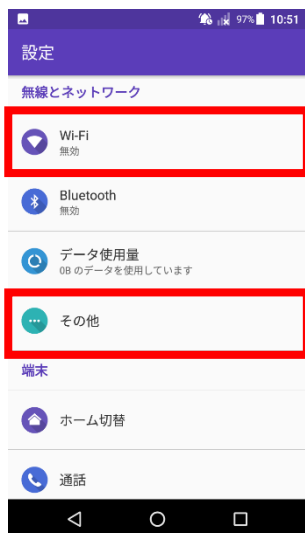 97% 10:51
設定
無線とネットワーク
Wi-Fi
無効
Bluetooth
無効
データ使用量
0B のデータを使用しています
その他
端末
ホーム切替
通話